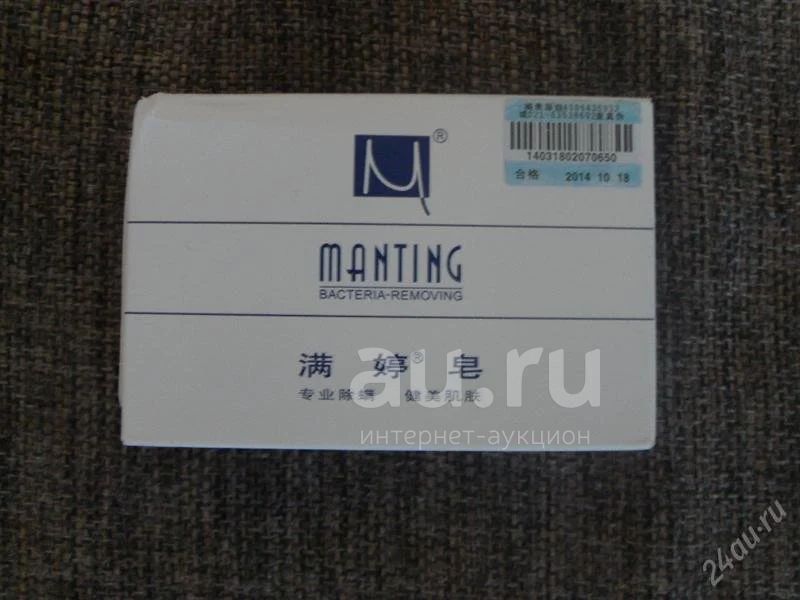 14031802070650
合格 2014 10 18
®
MANTING
BACTERIA-REMOVING
满婷®皂
专业除螨 健美肌肤
au.ru
интернет-аукцион
24au.ru